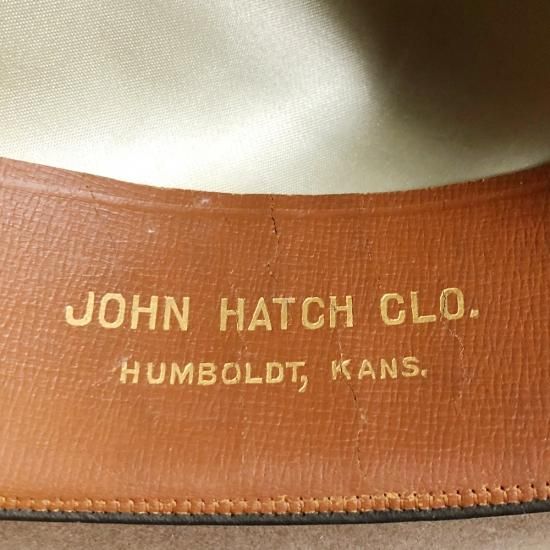 JOHN HATCH CLO.
HUMBOLDT, KANS.